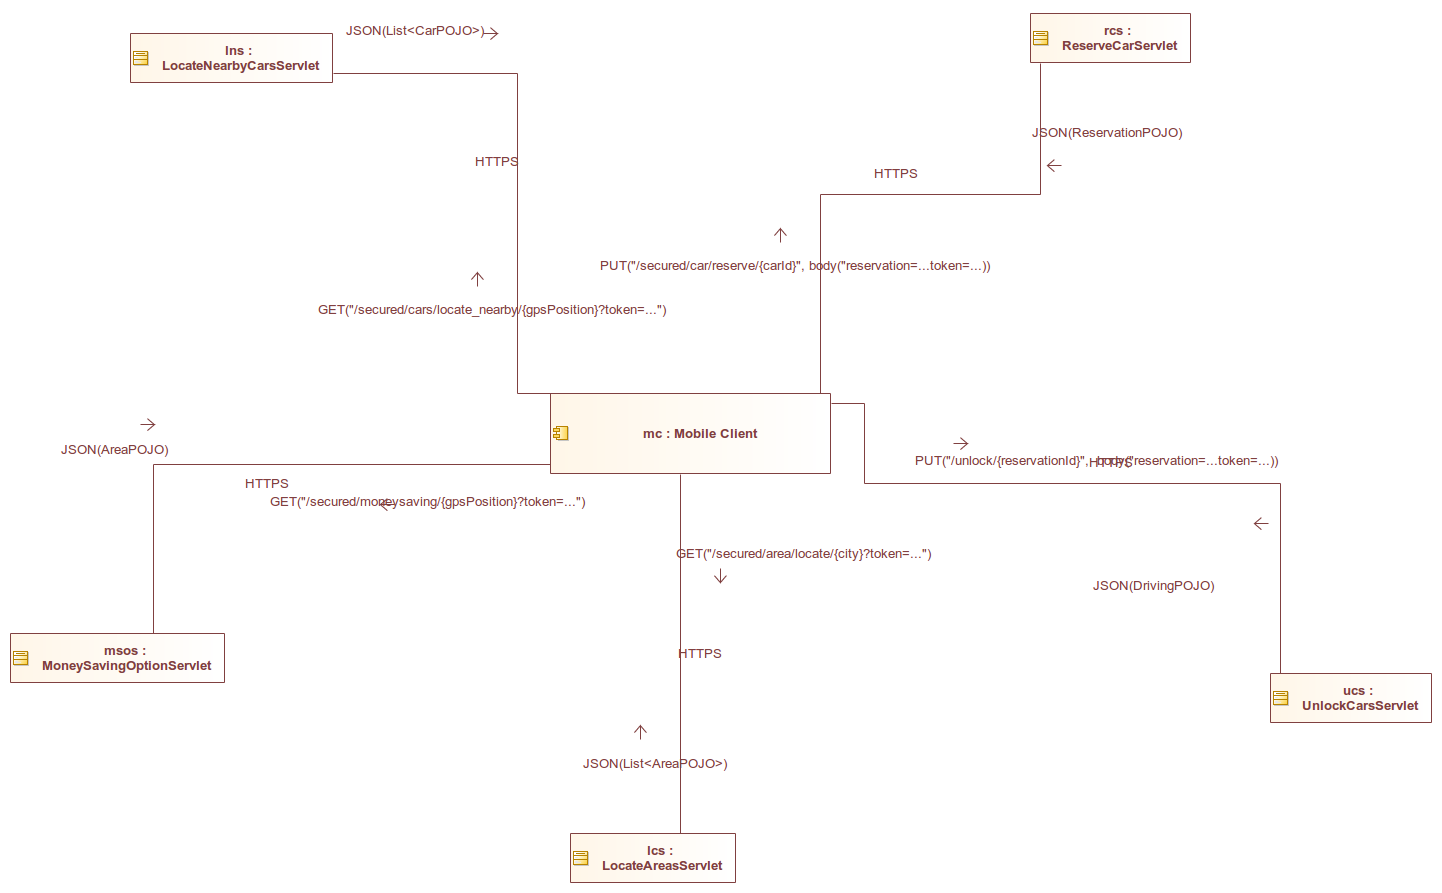 JSON(List<CarPOJO>)
lns :
LocateNearbyCarsServlet
rcs :
ReserveCarServlet
JSON(ReservationPOJO)
HTTPS
HTTPS
PUT("/secured/car/reserve/{carId}", body("reservation=...token=...))
GET("/secured/cars/locate_nearby/{gpsPosition}?token=...")
mc : Mobile Client
JSON(AreaPOJO)
PUT("/unlock/{reservationId}", body("reservation=...token=...))
HTTPS
HTTPS
GET("/secured/moneysaving/{gpsPosition}?token=...")
GET("/secured/area/locate/{city}?token=...")
JSON(DrivingPOJO)
HTTPS
msos :
MoneySavingOptionServlet
ucs :
UnlockCarsServlet
JSON(List<AreaPOJO>)
lcs :
LocateAreasServlet